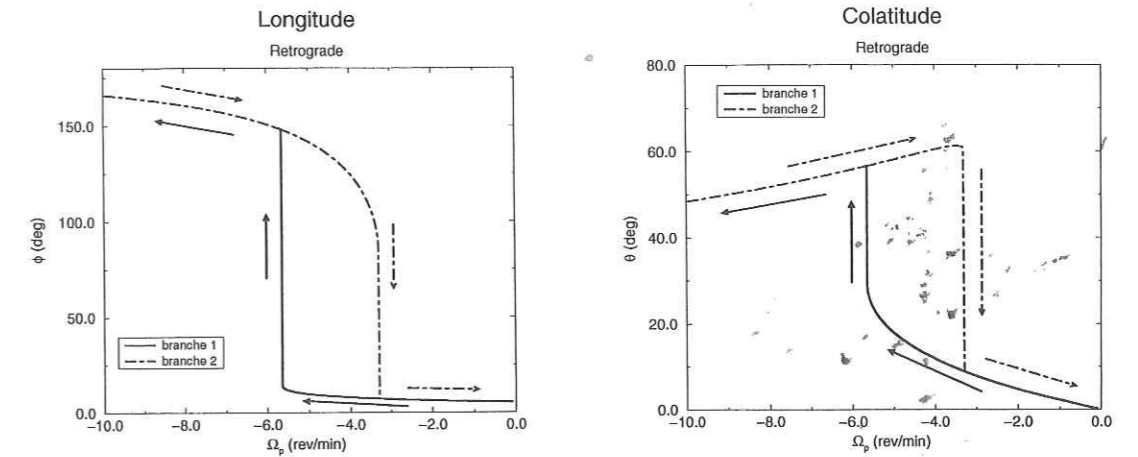 Longitude
Retrograde
150.0
100.0
50.0
0.0
ϕ (deg)
branche 1
branche 2
−10.0 −8.0 −6.0 −4.0 −2.0 0.0
Ωp (rev/min)
Colatitude
Retrograde
80.0
60.0
40.0
20.0
0.0
θ (deg)
branche 1
branche 2
−10.0 −8.0 −6.0 −4.0 −2.0 0.0
Ωp (rev/min)